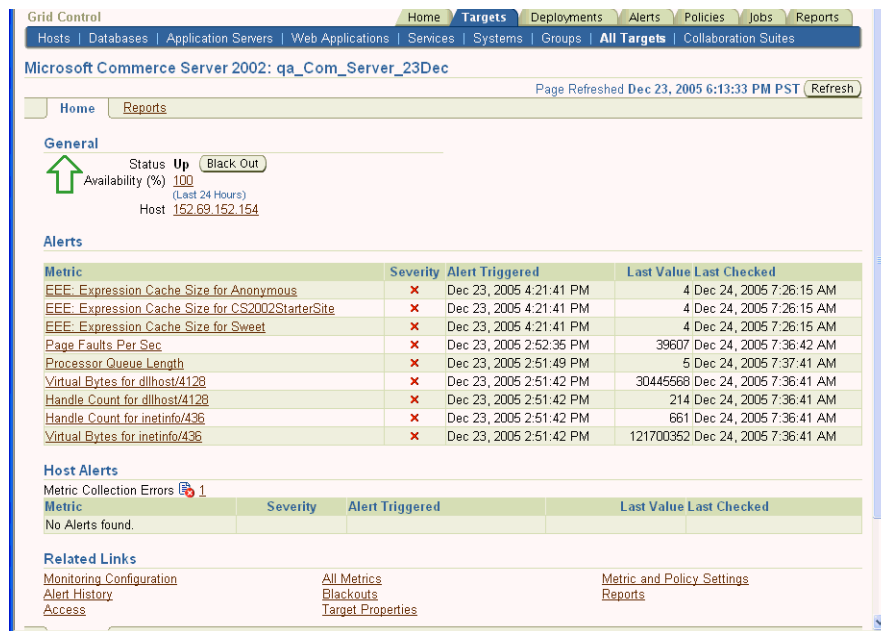 Grid Control
Home Targets Deployments Alerts Policies Jobs Reports
Hosts | Databases | Application Servers | Web Applications | Services | Systems | Groups | All Targets | Collaboration Suites
Microsoft Commerce Server 2002: qa_Com_Server_23Dec
Page Refreshed Dec 23, 2005 6:13:33 PM PST Refresh
Home Reports
General
Status Up Black Out
Availability (%) 100
(Last 24 Hours)
Host 152.69.152.154
Alerts
Metric Severity Alert Triggered Last Value Last Checked
EEE: Expression Cache Size for Anonymous Dec 23, 2005 4:21:41 PM 4 Dec 24, 2005 7:26:15 AM
EEE: Expression Cache Size for CS2002StarterSite Dec 23, 2005 4:21:41 PM 4 Dec 24, 2005 7:26:15 AM
EEE: Expression Cache Size for Sweet Dec 23, 2005 4:21:41 PM 4 Dec 24, 2005 7:26:15 AM
Page Faults Per Sec Dec 23, 2005 2:52:35 PM 39607 Dec 24, 2005 7:36:42 AM
Processor Queue Length Dec 23, 2005 2:51:49 PM 5 Dec 24, 2005 7:37:41 AM
Virtual Bytes for dllhost/4128 Dec 23, 2005 2:51:42 PM 30445568 Dec 24, 2005 7:36:41 AM
Handle Count for dllhost/4128 Dec 23, 2005 2:51:42 PM 214 Dec 24, 2005 7:36:41 AM
Handle Count for inetinfo/436 Dec 23, 2005 2:51:42 PM 661 Dec 24, 2005 7:36:41 AM
Virtual Bytes for inetinfo/436 Dec 23, 2005 2:51:42 PM 121700352 Dec 24, 2005 7:36:41 AM
Host Alerts
Metric Collection Errors 1
Metric Severity Alert Triggered Last Value Last Checked
No Alerts found.
Related Links
Monitoring Configuration All Metrics Metric and Policy Settings
Alert History Blackouts Reports
Access Target Properties